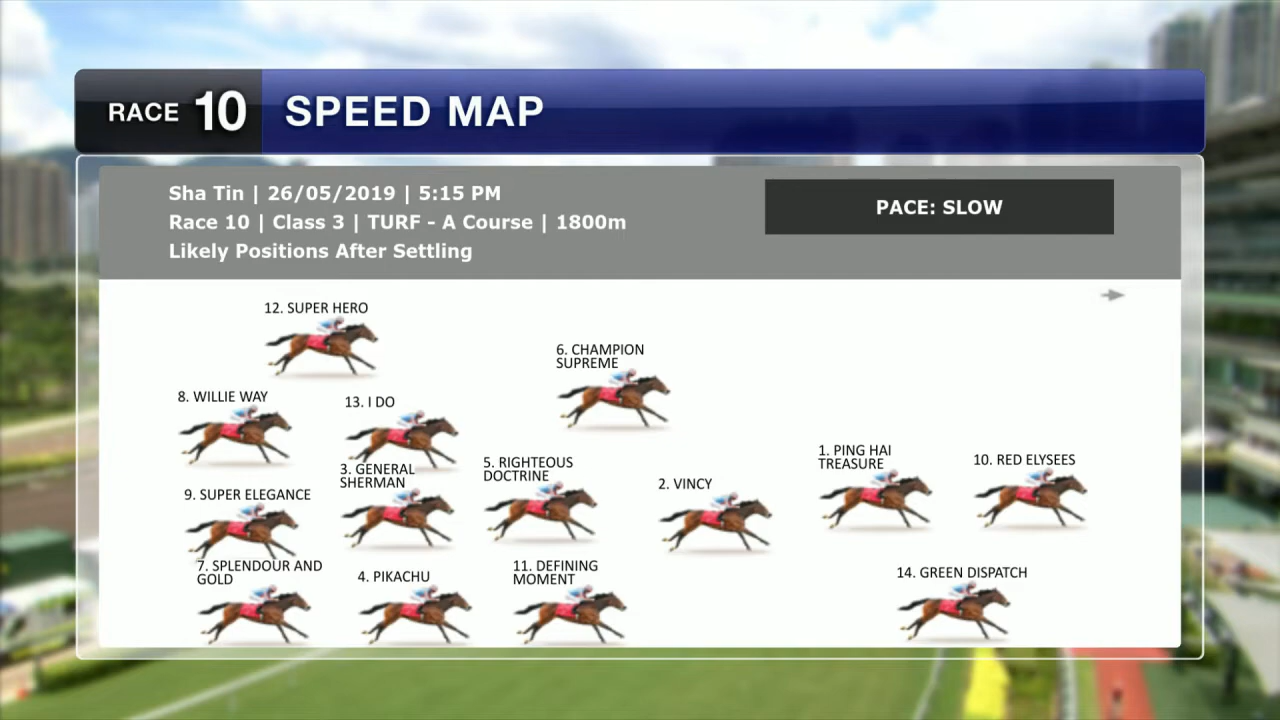 RACE 10 SPEED MAP
Sha Tin | 26/05/2019 | 5:15 PM
Race 10 | Class 3 | TURF - A Course | 1800m
Likely Positions After Settling
PACE: SLOW
12. SUPER HERO
6. CHAMPION
SUPREME
8. WILLIE WAY
13. I DO
1. PING HAI
TREASURE
10. RED ELYSEES
3. GENERAL
SHERMAN
5. RIGHTEOUS
DOCTRINE
2. VINCY
9. SUPER ELEGANCE
7. SPLENDOUR AND
GOLD
4. PIKACHU
11. DEFINING
MOMENT
14. GREEN DISPATCH